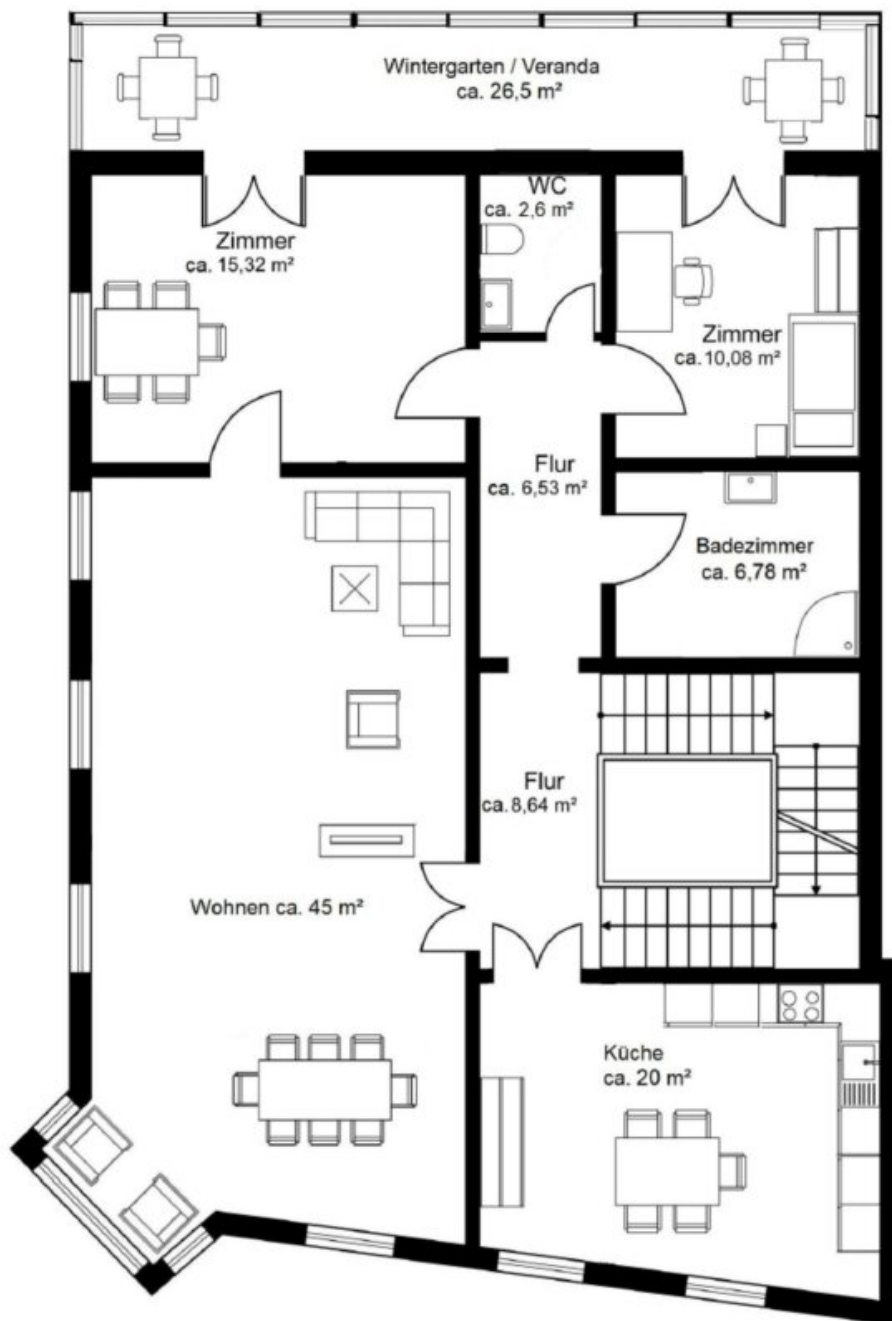 Wintergarten / Veranda
ca. 26,5 m²
WC
ca. 2,6 m²
Zimmer
ca. 15,32 m²
Zimmer
ca. 10,08 m²
Flur
ca. 6,53 m²
Badezimmer
ca. 6,78 m²
Flur
ca. 8,64 m²
Wohnen ca. 45 m²
Küche
ca. 20 m²